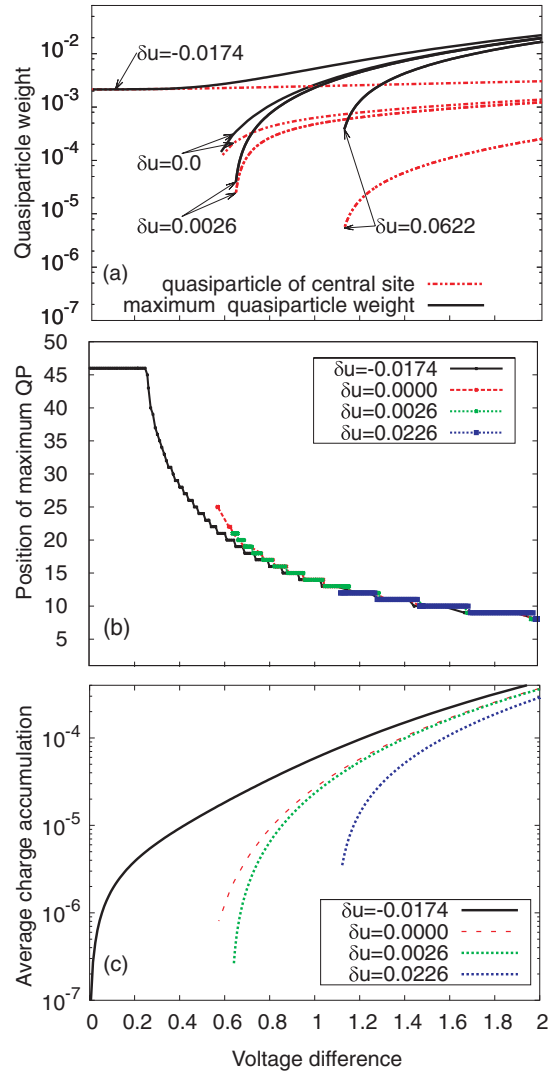 10⁻²
10⁻³
10⁻⁴
10⁻⁵
10⁻⁶
10⁻⁷
Quasiparticle weight
δu=-0.0174
δu=0.0
δu=0.0026
δu=0.0622
(a)
quasiparticle of central site
maximum quasiparticle weight
50
45
40
35
30
25
20
15
10
5
Position of maximum QP
δu=-0.0174
δu=0.0000
δu=0.0026
δu=0.0226
(b)
10⁻⁴
10⁻⁵
10⁻⁶
10⁻⁷
Average charge accumulation
(c)
δu=-0.0174
δu=0.0000
δu=0.0026
δu=0.0226
0 0.2 0.4 0.6 0.8 1 1.2 1.4 1.6 1.8 2
Voltage difference